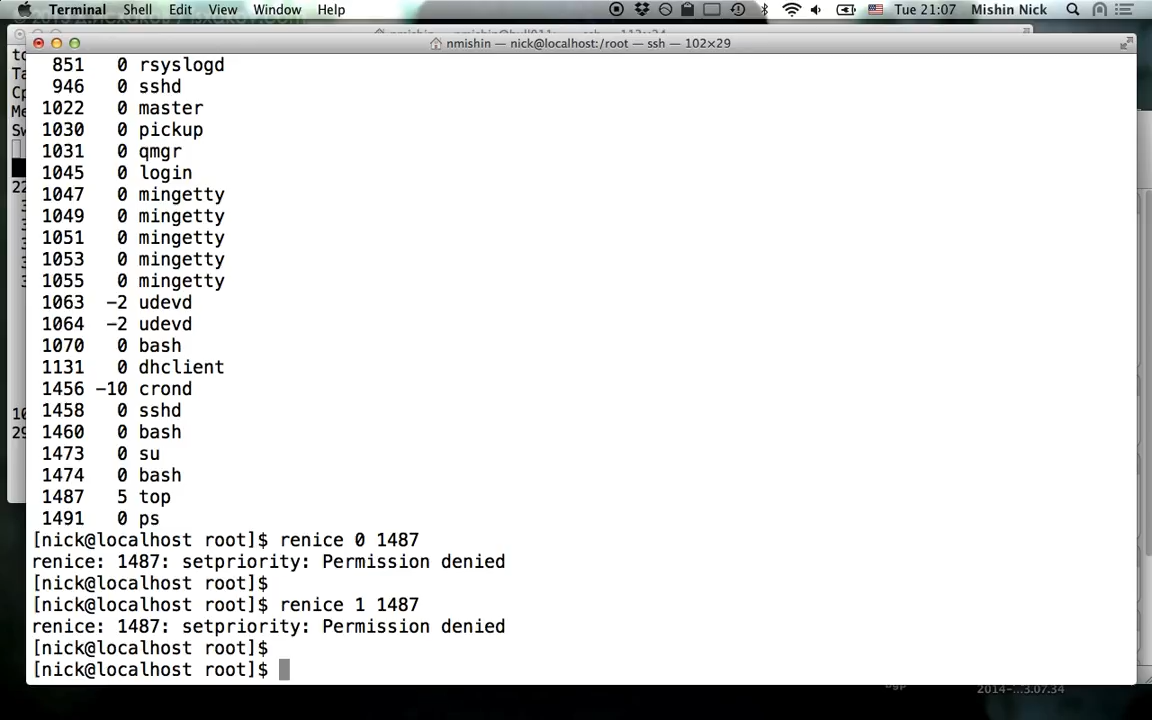 Terminal Shell Edit View Window Help Tue 21:07 Mishin Nick
nmishin — nick@localhost:/root — ssh — 102×29
851 0 rsyslogd
946 0 sshd
1022 0 master
1030 0 pickup
1031 0 qmgr
1045 0 login
1047 0 mingetty
1049 0 mingetty
1051 0 mingetty
1053 0 mingetty
1055 0 mingetty
1063 -2 udevd
1064 -2 udevd
1070 0 bash
1131 0 dhclient
1456 -10 crond
1458 0 sshd
1460 0 bash
1473 0 su
1474 0 bash
1487 5 top
1491 0 ps
[nick@localhost root]$ renice 0 1487
renice: 1487: setpriority: Permission denied
[nick@localhost root]$
[nick@localhost root]$ renice 1 1487
renice: 1487: setpriority: Permission denied
[nick@localhost root]$
[nick@localhost root]$
2014-...3.07.34